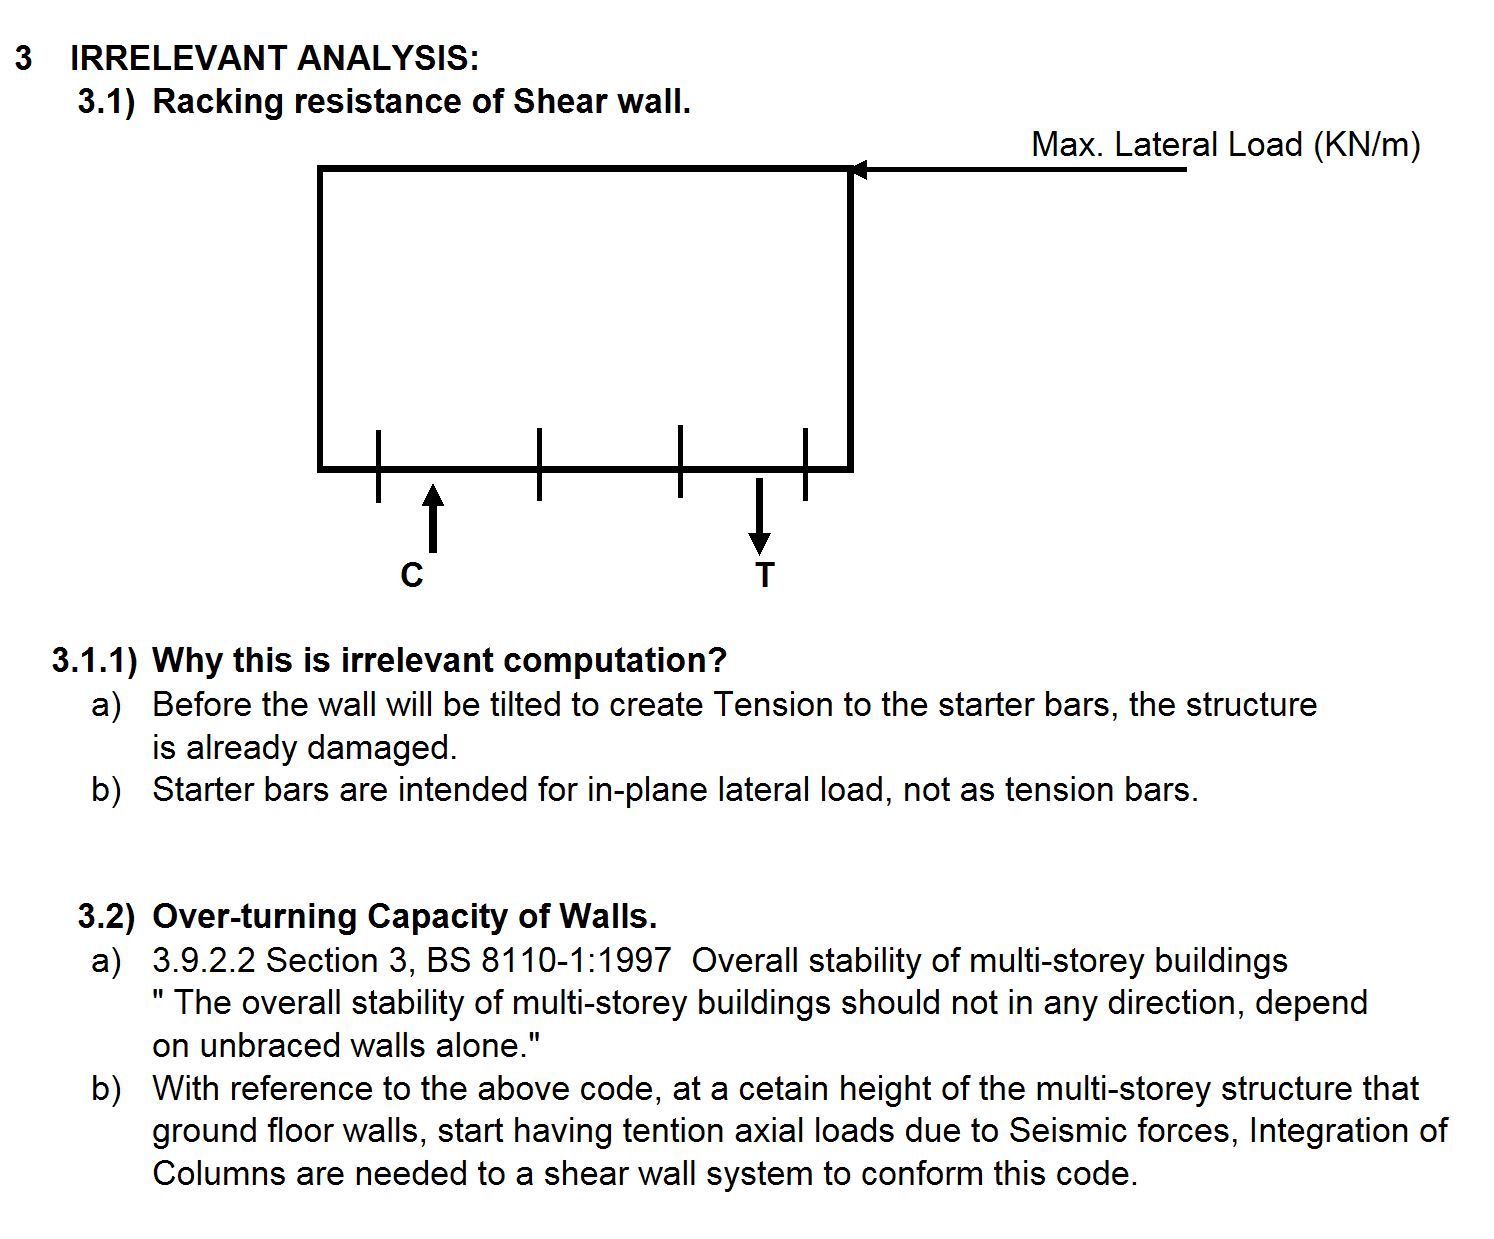 3 IRRELEVANT ANALYSIS:
3.1) Racking resistance of Shear wall.
Max. Lateral Load (KN/m)
C
T
3.1.1) Why this is irrelevant computation?
a) Before the wall will be tilted to create Tension to the starter bars, the structure
is already damaged.
b) Starter bars are intended for in-plane lateral load, not as tension bars.
3.2) Over-turning Capacity of Walls.
a) 3.9.2.2 Section 3, BS 8110-1:1997  Overall stability of multi-storey buildings
" The overall stability of multi-storey buildings should not in any direction, depend
on unbraced walls alone."
b) With reference to the above code, at a cetain height of the multi-storey structure that
ground floor walls, start having tention axial loads due to Seismic forces, Integration of
Columns are needed to a shear wall system to conform this code.